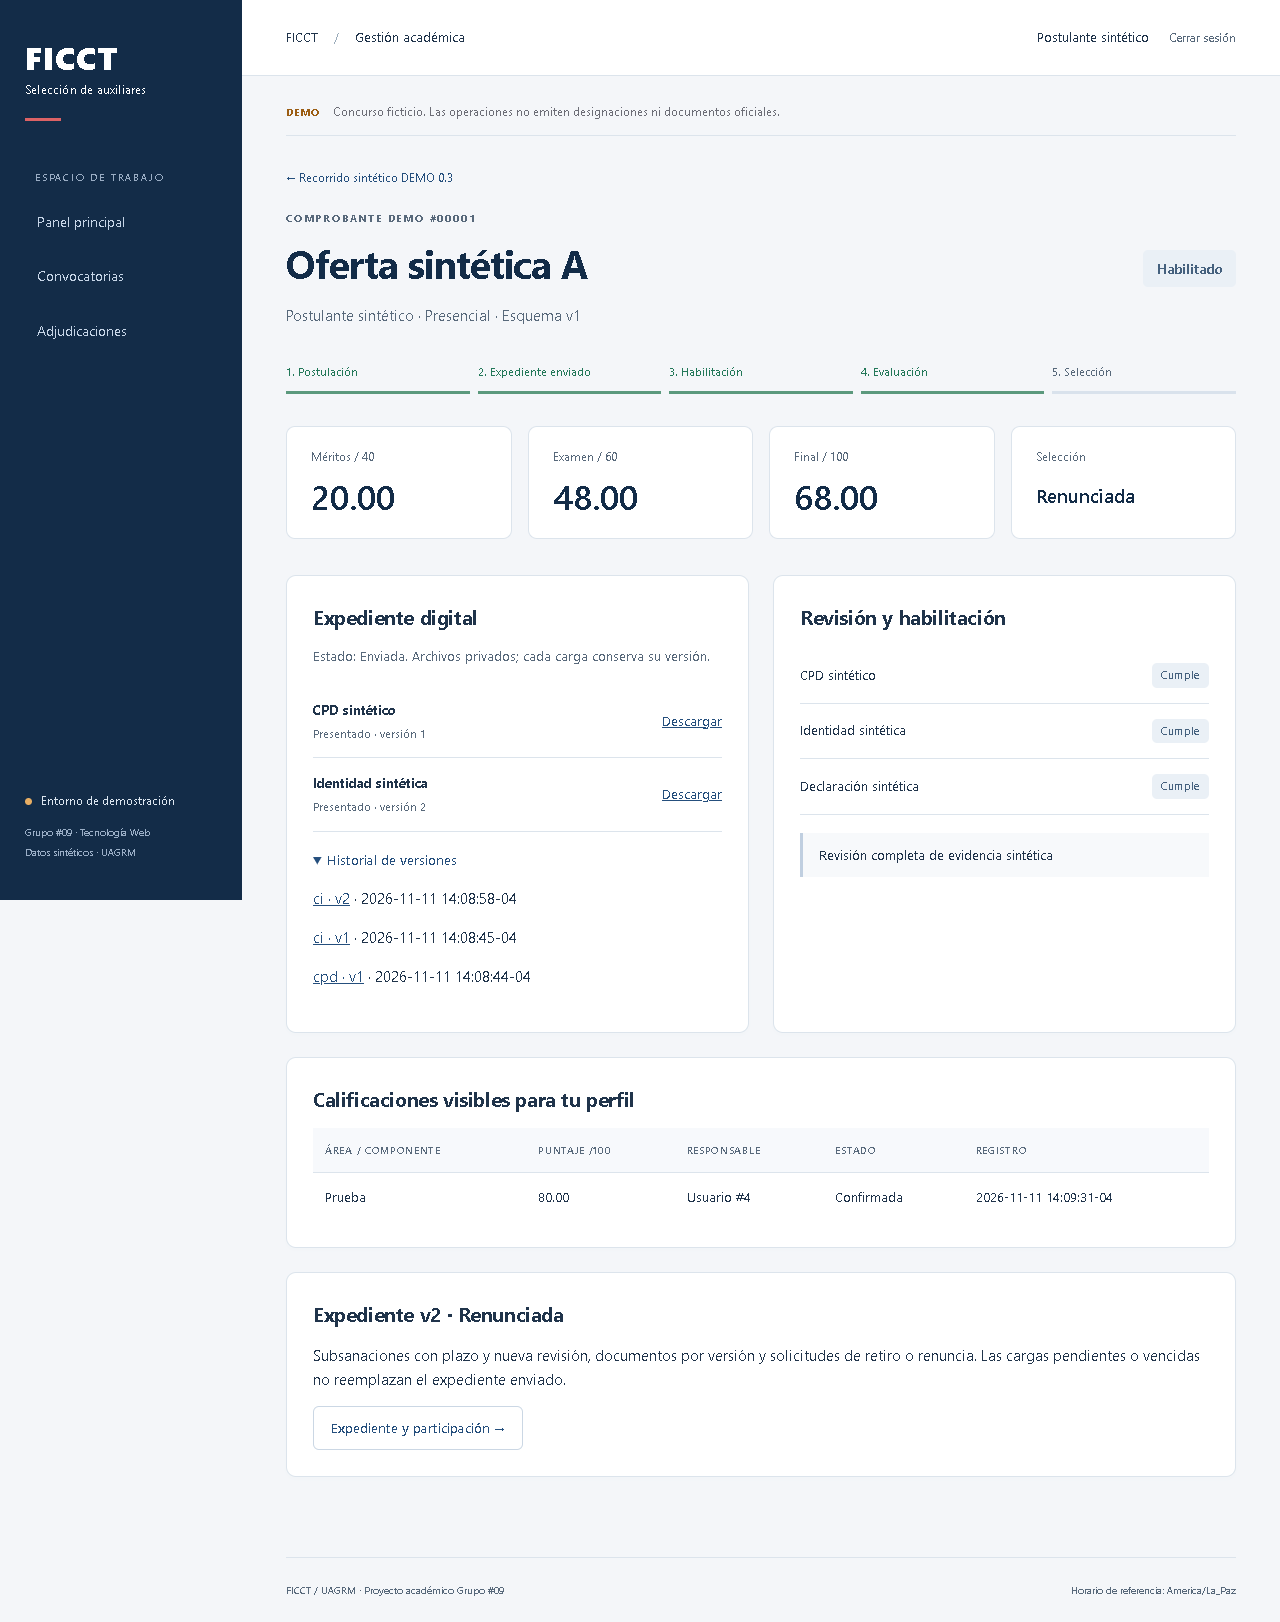 FICCT
Selección de auxiliares
ESPACIO DE TRABAJO
Panel principal
Convocatorias
Adjudicaciones
Entorno de demostración
Grupo #09 · Tecnología Web
Datos sintéticos · UAGRM
FICCT / Gestión académica
Postulante sintético Cerrar sesión
DEMO Concurso ficticio. Las operaciones no emiten designaciones ni documentos oficiales.
← Recorrido sintético DEMO 0.3
COMPROBANTE DEMO #00001
Oferta sintética A
Habilitado
Postulante sintético · Presencial · Esquema v1
1. Postulación
2. Expediente enviado
3. Habilitación
4. Evaluación
5. Selección
Méritos / 40
20.00
Examen / 60
48.00
Final / 100
68.00
Selección
Renunciada
Expediente digital
Estado: Enviada. Archivos privados; cada carga conserva su versión.
CPD sintético
Presentado · versión 1
Descargar
Identidad sintética
Presentado · versión 2
Descargar
▼ Historial de versiones
ci · v2 · 2026-11-11 14:08:58-04
ci · v1 · 2026-11-11 14:08:45-04
cpd · v1 · 2026-11-11 14:08:44-04
Revisión y habilitación
CPD sintético Cumple
Identidad sintética Cumple
Declaración sintética Cumple
Revisión completa de evidencia sintética
Calificaciones visibles para tu perfil
ÁREA / COMPONENTE PUNTAJE /100 RESPONSABLE ESTADO REGISTRO
Prueba 80.00 Usuario #4 Confirmada 2026-11-11 14:09:31-04
Expediente v2 · Renunciada
Subsanaciones con plazo y nueva revisión, documentos por versión y solicitudes de retiro o renuncia. Las cargas pendientes o vencidas
no reemplazan el expediente enviado.
Expediente y participación →
FICCT / UAGRM · Proyecto académico Grupo #09
Horario de referencia: America/La_Paz